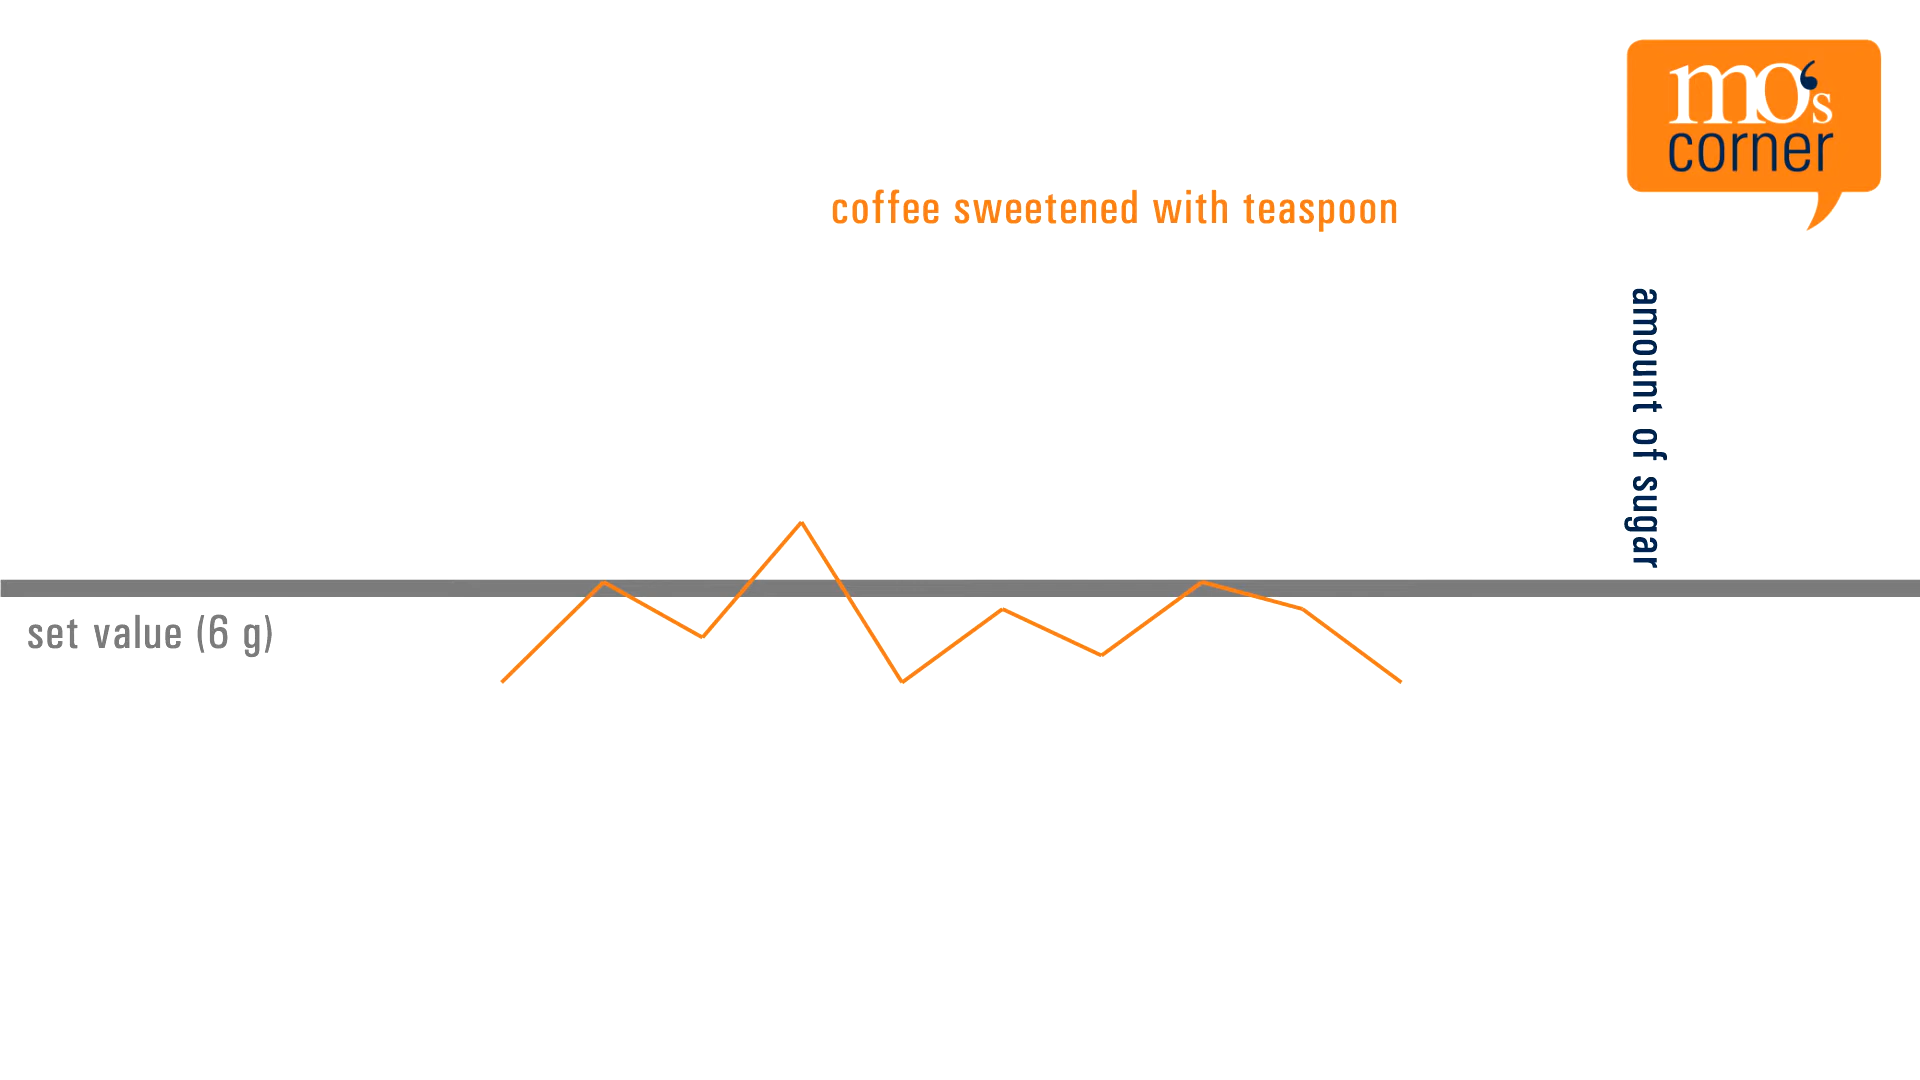 mo's
corner
coffee sweetened with teaspoon
amount of sugar
set value (6 g)